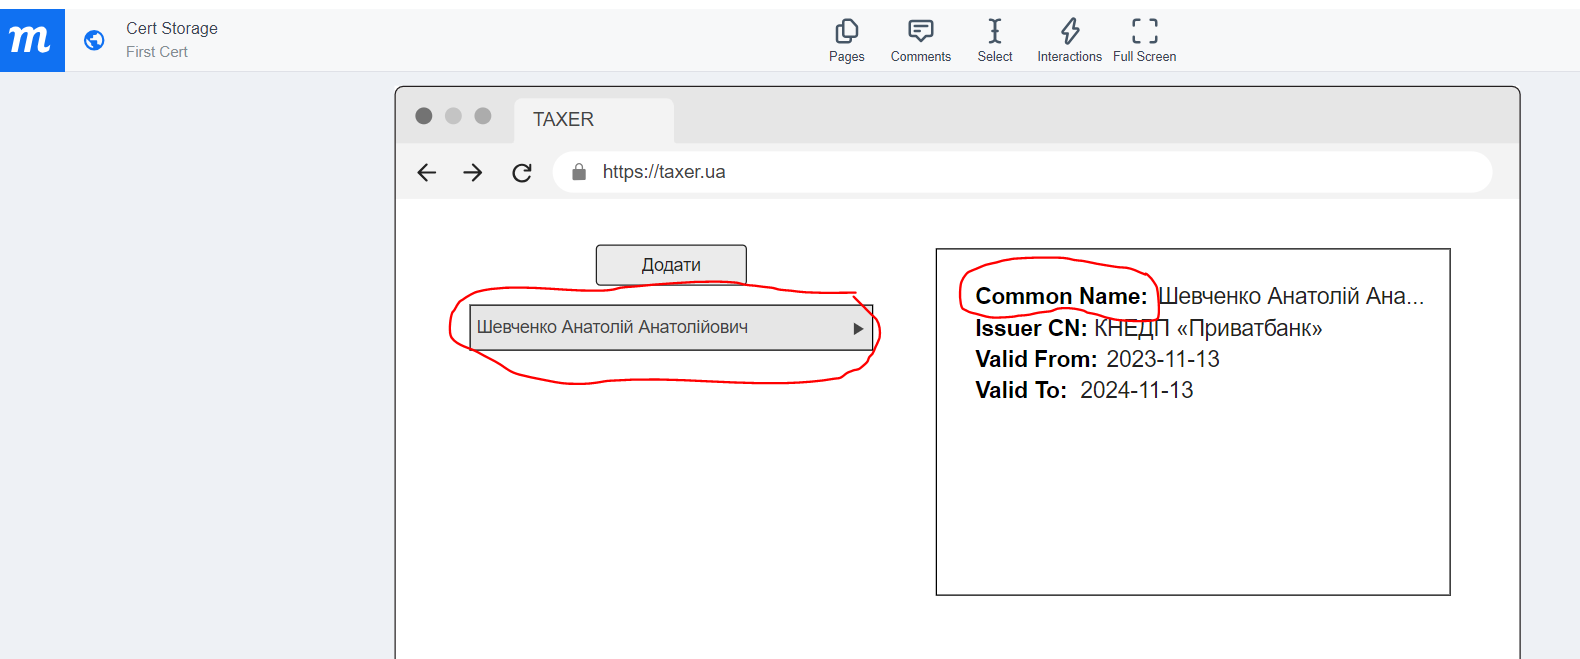 m
Cert Storage
First Cert
Pages
Comments
Select
Interactions
Full Screen
TAXER
https://taxer.ua
Додати
Шевченко Анатолій Анатолійович
Common Name: Шевченко Анатолій Ана...
Issuer CN: КНЕДП «Приватбанк»
Valid From: 2023-11-13
Valid To: 2024-11-13